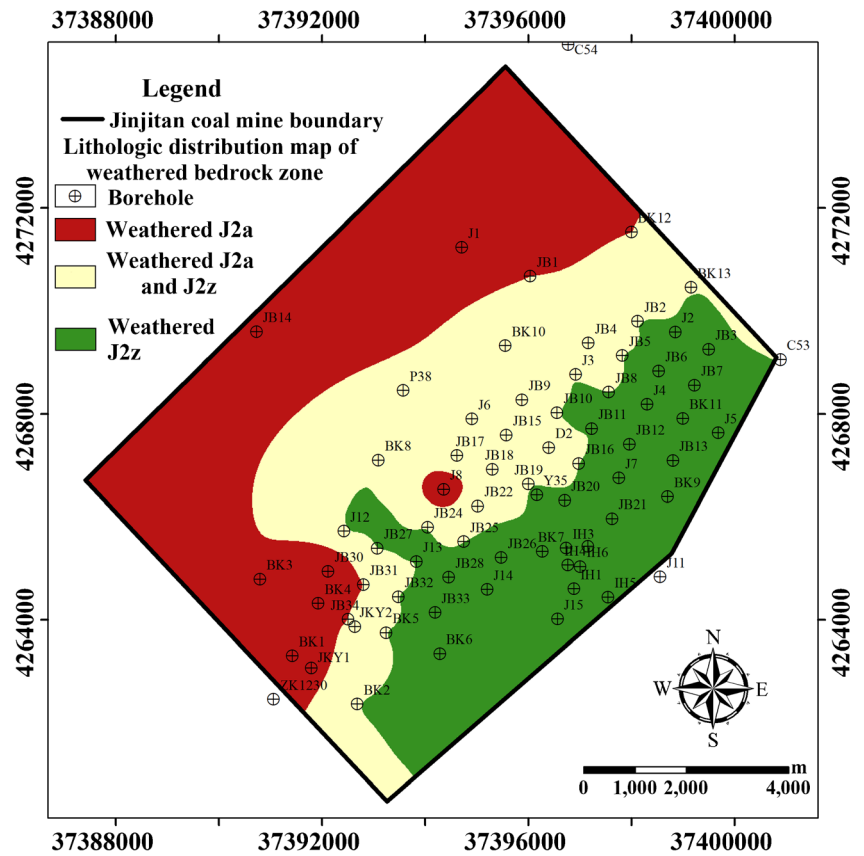 37388000 37392000 37396000 37400000
C54
Legend
Jinjitan coal mine boundary
Lithologic distribution map of
weathered bedrock zone
Borehole
Weathered J2a
Weathered J2a
and J2z
Weathered
J2z
4272000
4272000
BK12
J1
JB1
BK13
JB14
JB2
J2
BK10
JB4
JB5
JB3
C53
P38
J3
JB6
JB8
JB7
JB9
J4
J6
JB10
BK11
JB15
JB11
J5
4268000
4268000
D2
JB12
BK8
JB17
JB16
JB13
JB18
J8
JB19
Y35
J7
BK9
JB22
JB20
J12
JB24
JB21
JB27
JB25
J13
JB26
BK7
IH3
IH4
IH6
BK3
JB30
JB31
JB28
J14
IH1
IH5
J11
BK4
JB32
JB34
JKY2
BK5
JB33
J15
4264000
4264000
BK1
JKY1
BK6
ZK1230
BK2
N
W E
S
m
0 1,000 2,000 4,000
37388000 37392000 37396000 37400000